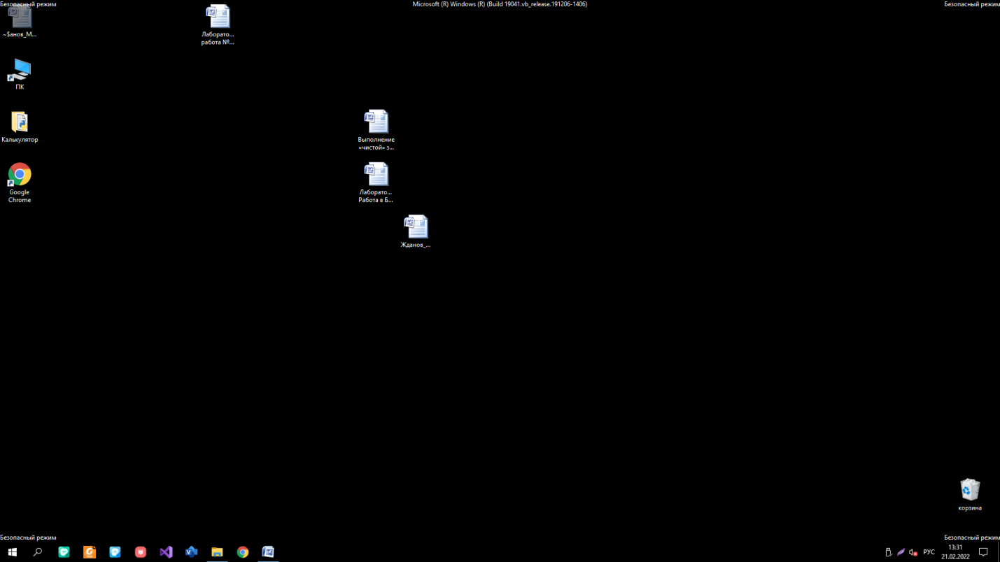 Безопасный режим
Microsoft (R) Windows (R) (Build 19041.vb_release.191206-1406)
Безопасный режим
~$анов_М...
Лаборато...
работа №...
ПК
Калькулятор
Выполнение
«чистой» з...
Google
Chrome
Лаборато...
Работа в Б...
Жданов_...
корзина
Безопасный режим
Безопасный режим
РУС
13:31
21.02.2022